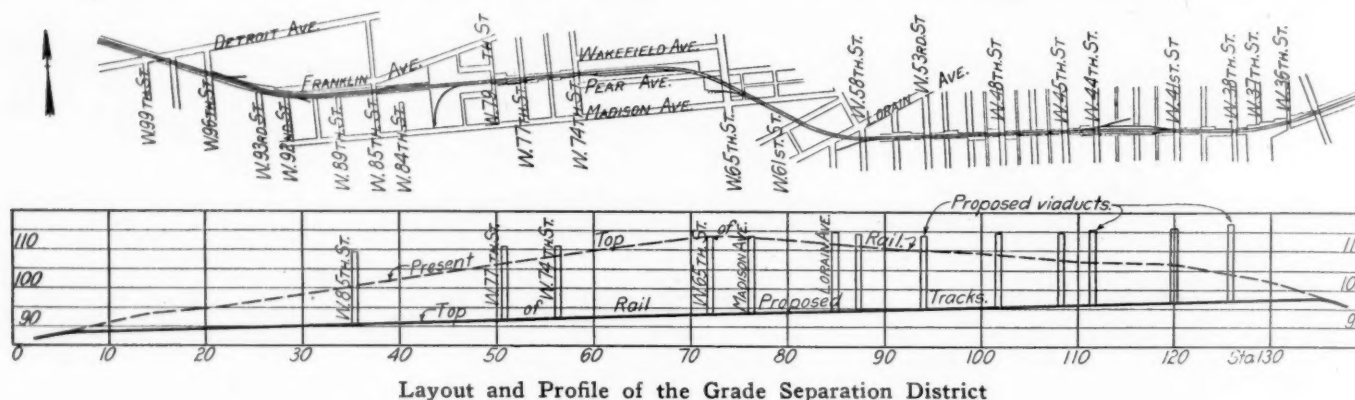 DETROIT AVE.
FRANKLIN AVE.
WAKEFIELD AVE.
PEAR AVE.
MADISON AVE.
LORAIN AVE.
W.99TH.ST.
W.96TH.ST.
W.93RD.ST.
W.92ND.ST.
W.89TH.ST.
W.85TH.ST.
W.84TH.ST.
W.79TH.ST
W.77TH.ST.
W.74TH.ST.
W.65TH.ST.
W.61ST.ST.
W.58TH.ST.
W.53RD.ST
W.48TH.ST
W.45TH.ST.
W.44TH.ST.
W.41ST.ST.
W.38TH.ST.
W.37TH.ST.
W.36TH.ST.
Proposed viaducts.
110
100
90
W.85TH.ST.
W.77TH.ST.
W.74TH.ST.
W.65TH.ST.
MADISON AVE.
LORAIN AVE.
Present Top of Rail.
Top of Rail Proposed Tracks.
11
10
9
0 10 20 30 40 50 60 70 80 90 100 110 120 Sta.130
Layout and Profile of the Grade Separation District